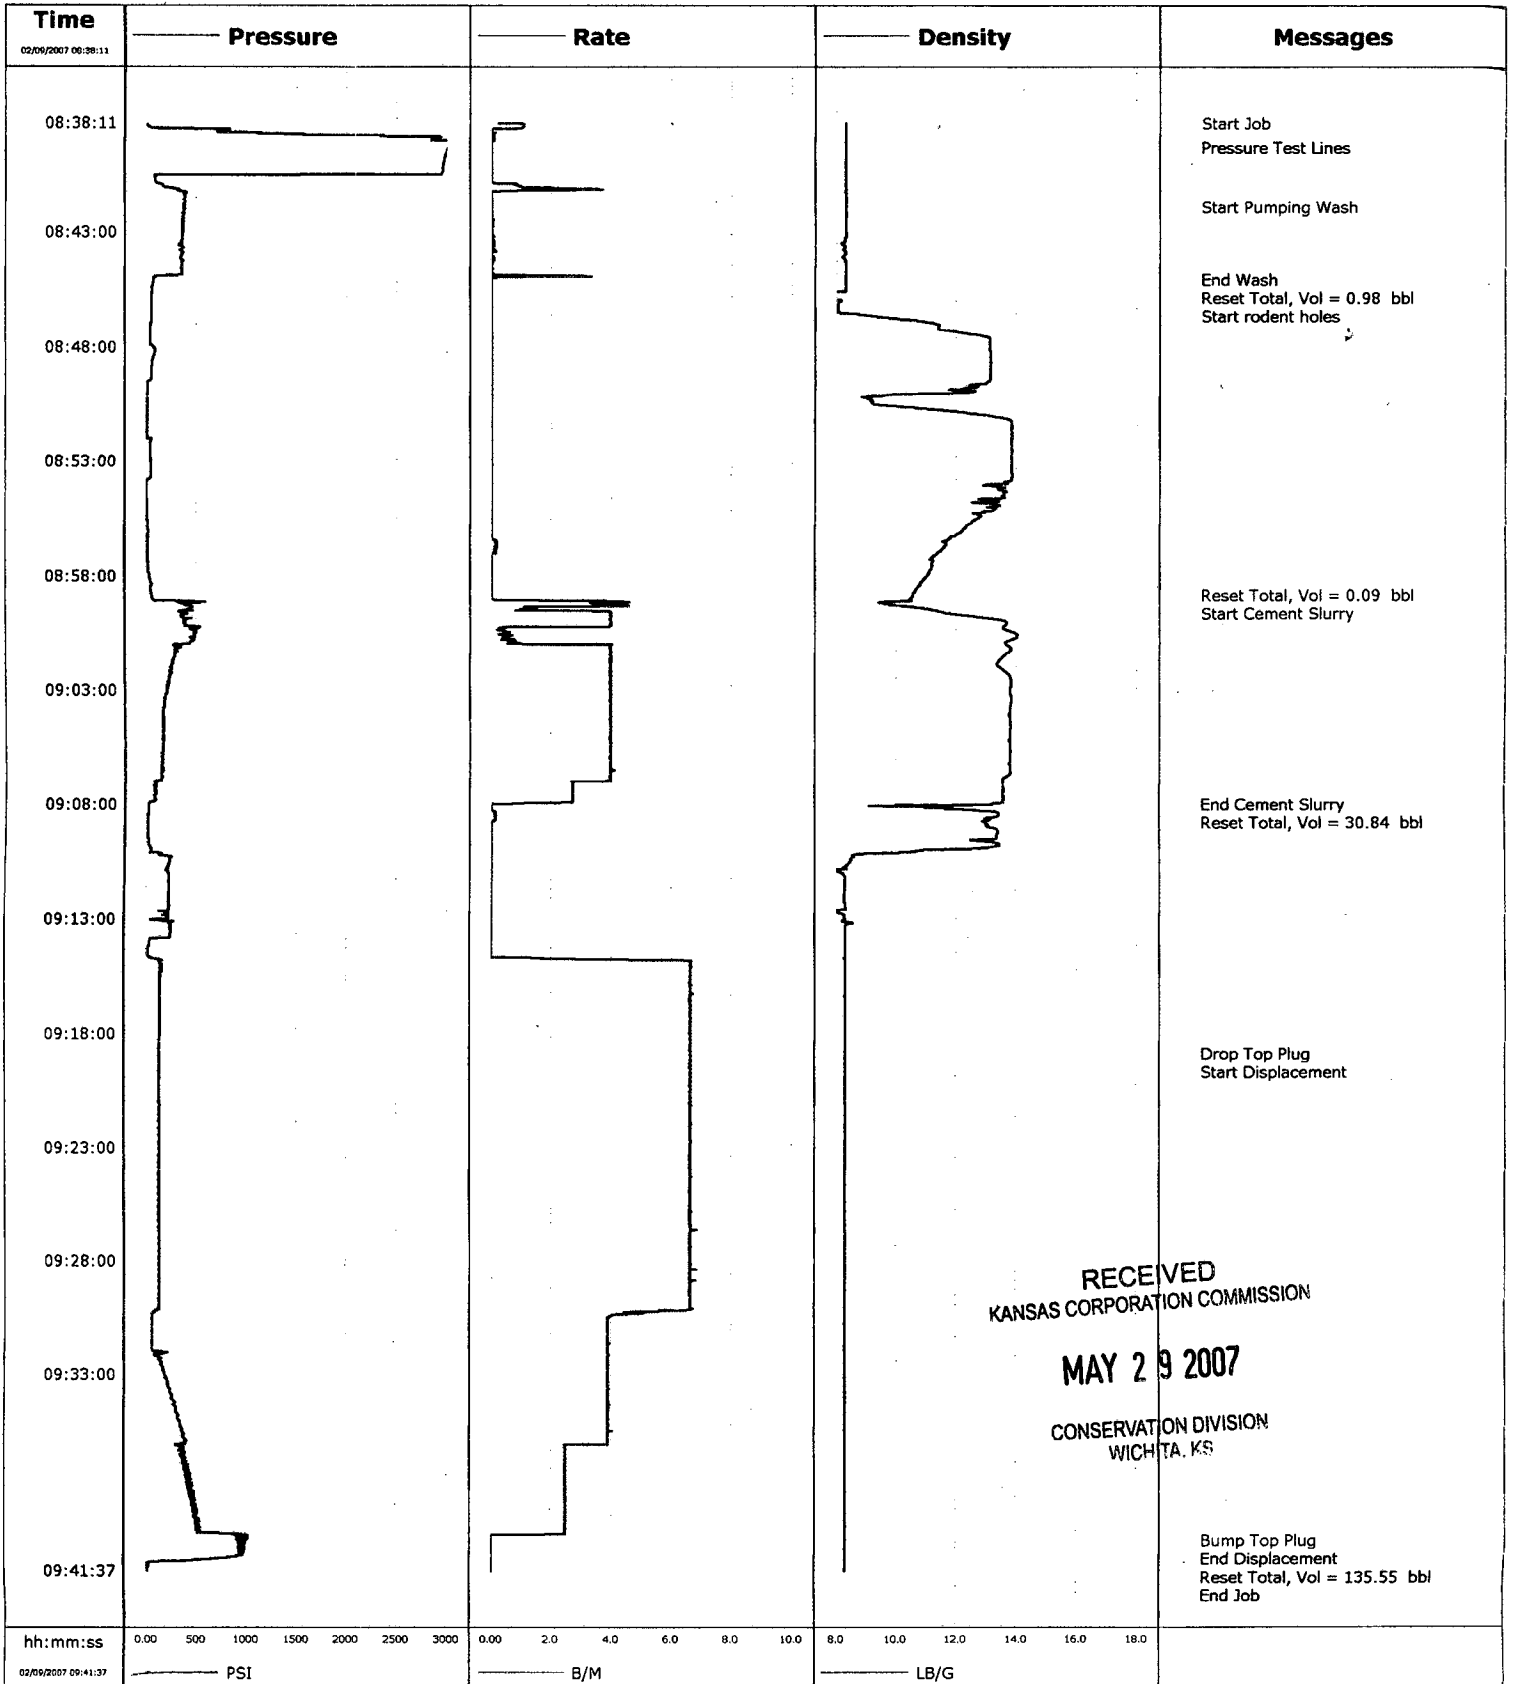 Time
02/09/2007 08:38:11
Pressure
Rate
Density
Messages
08:38:11
Start Job
Pressure Test Lines
Start Pumping Wash
08:43:00
End Wash
Reset Total, Vol = 0.98 bbl
Start rodent holes
08:48:00
08:53:00
08:58:00
Reset Total, Vol = 0.09 bbl
Start Cement Slurry
09:03:00
09:08:00
End Cement Slurry
Reset Total, Vol = 30.84 bbl
09:13:00
09:18:00
Drop Top Plug
Start Displacement
09:23:00
09:28:00
RECEIVED
KANSAS CORPORATION COMMISSION
MAY 29 2007
09:33:00
CONSERVATION DIVISION
WICHITA, KS
Bump Top Plug
End Displacement
09:41:37
Reset Total, Vol = 135.55 bbl
End Job
hh:mm:ss
0.00 500 1000 1500 2000 2500 3000
0.00 2.0 4.0 6.0 8.0 10.0
8.0 10.0 12.0 14.0 16.0 18.0
02/09/2007 09:41:37
PSI
B/M
LB/G